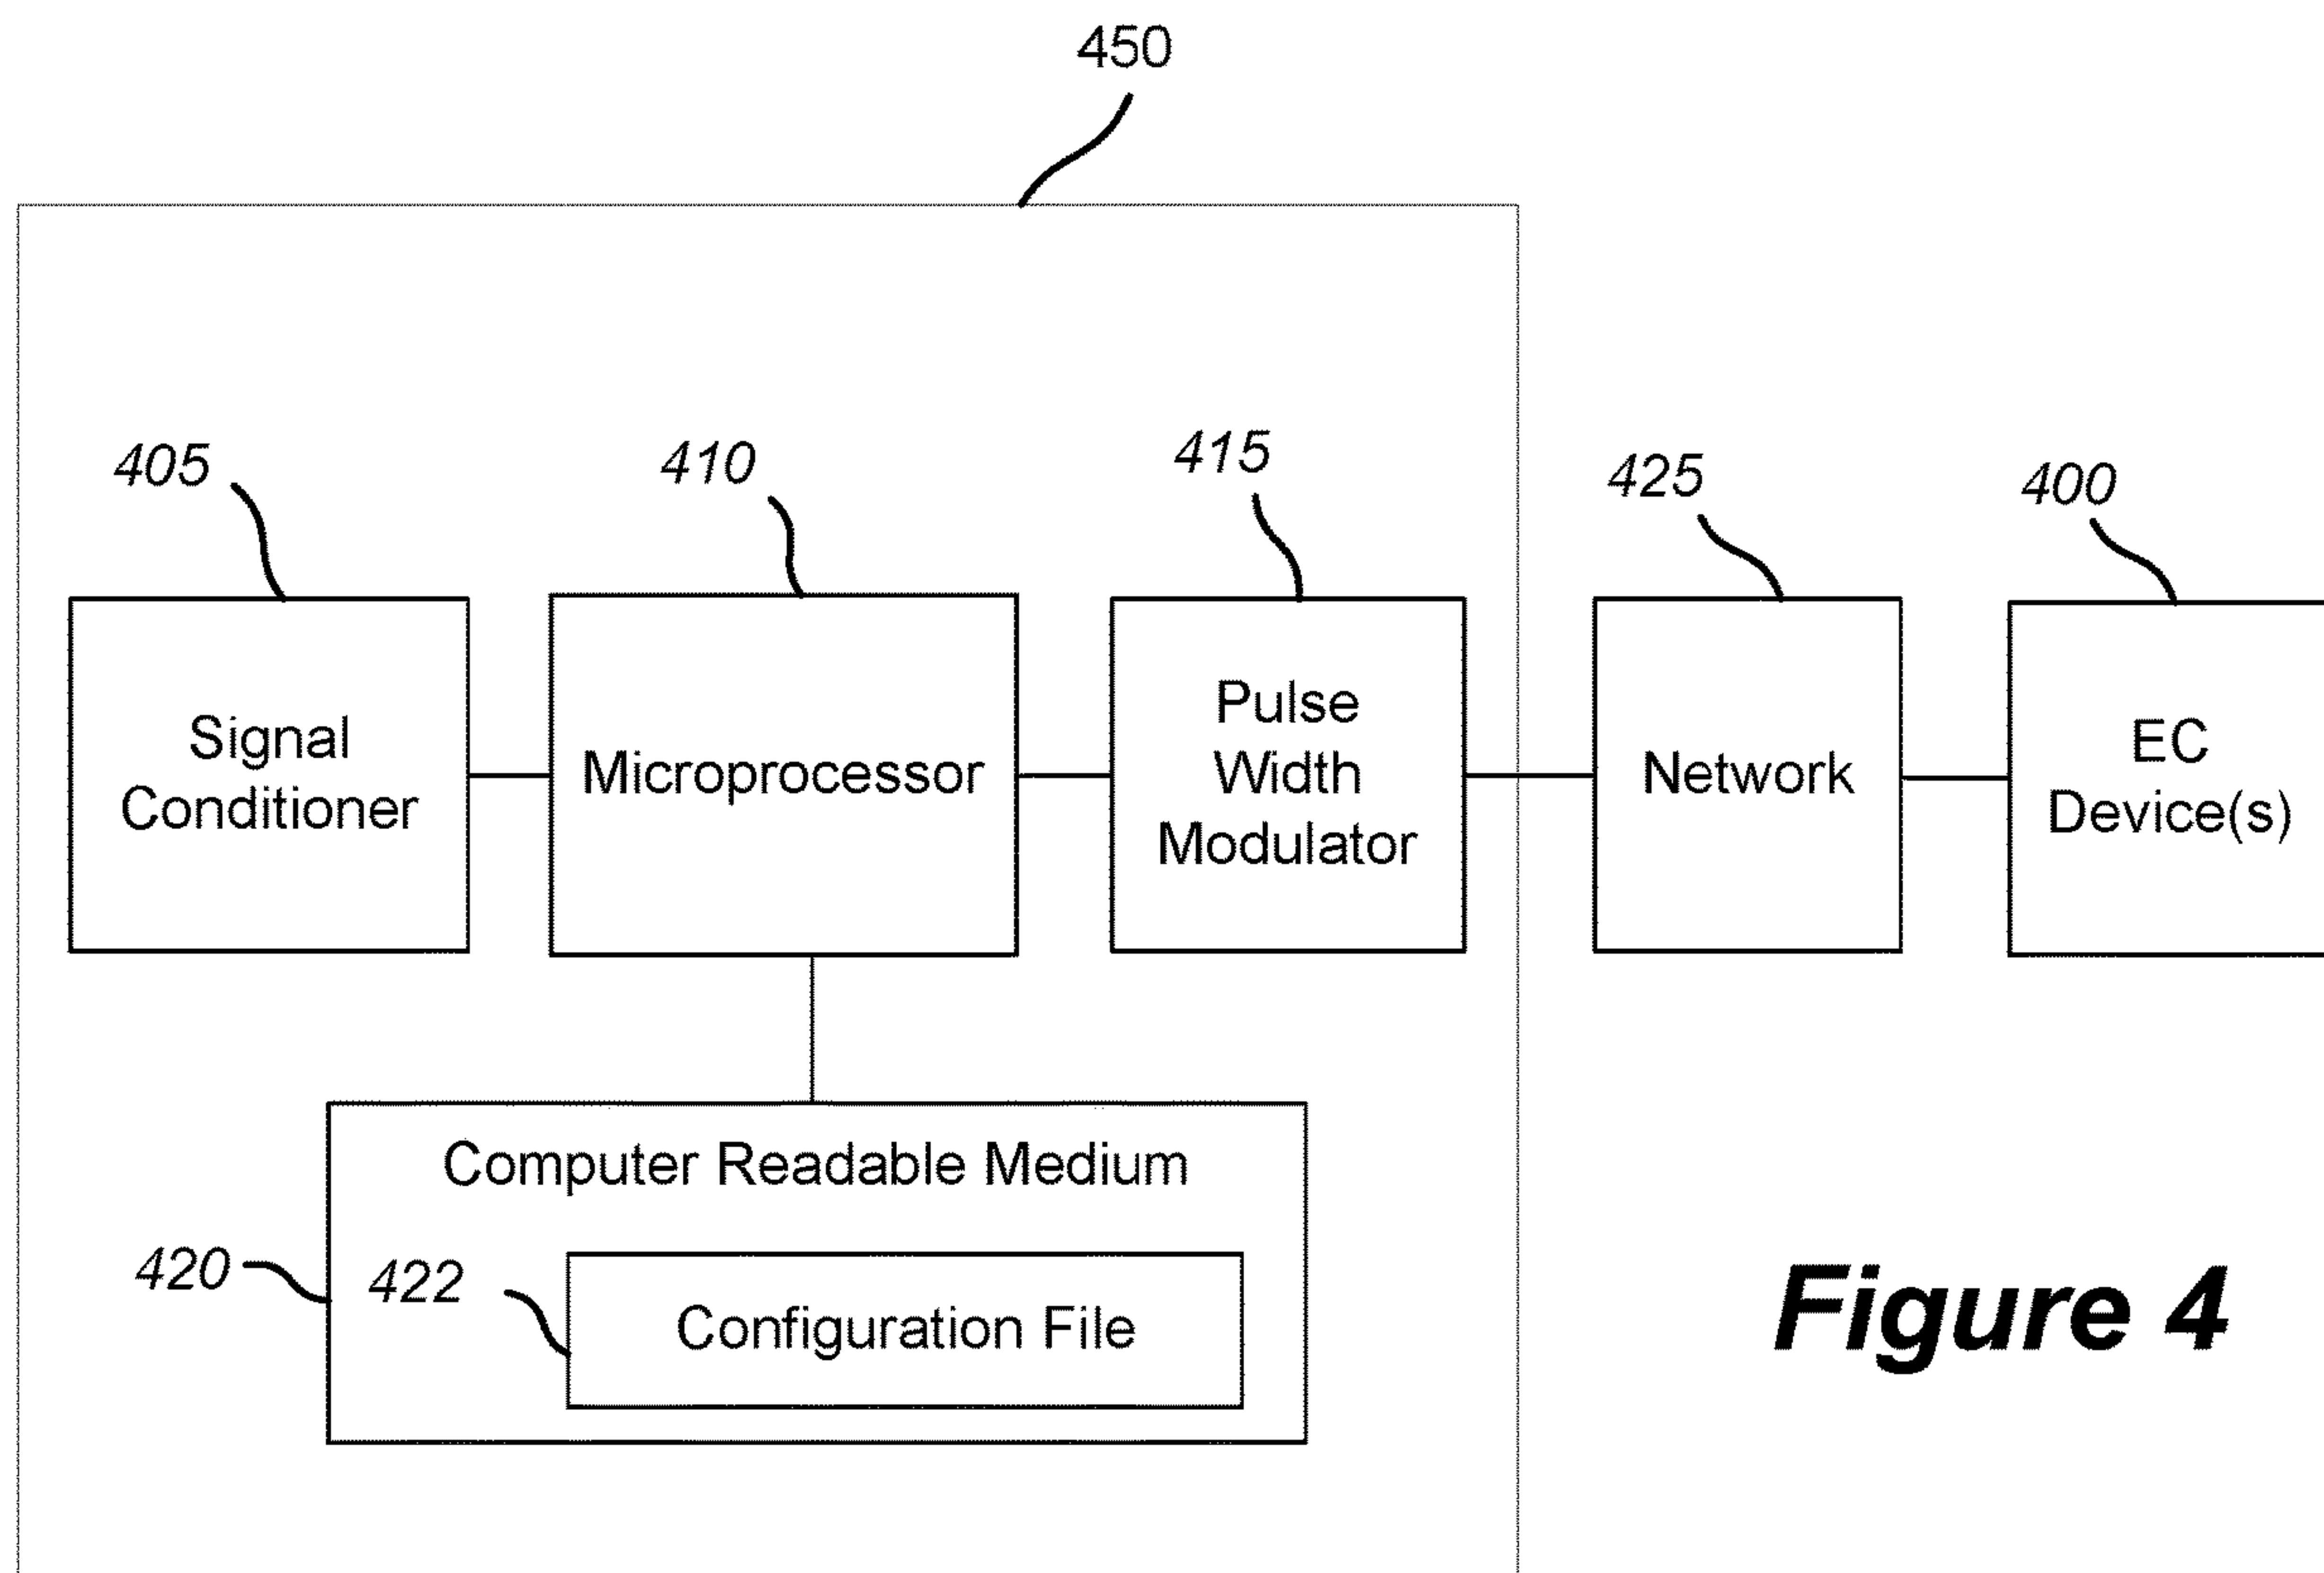 450
405
410
415
425
400
Signal
Conditioner
Microprocessor
Pulse
Width
Modulator
Network
EC
Device(s)
Computer Readable Medium
420
422
Configuration File
Figure 4